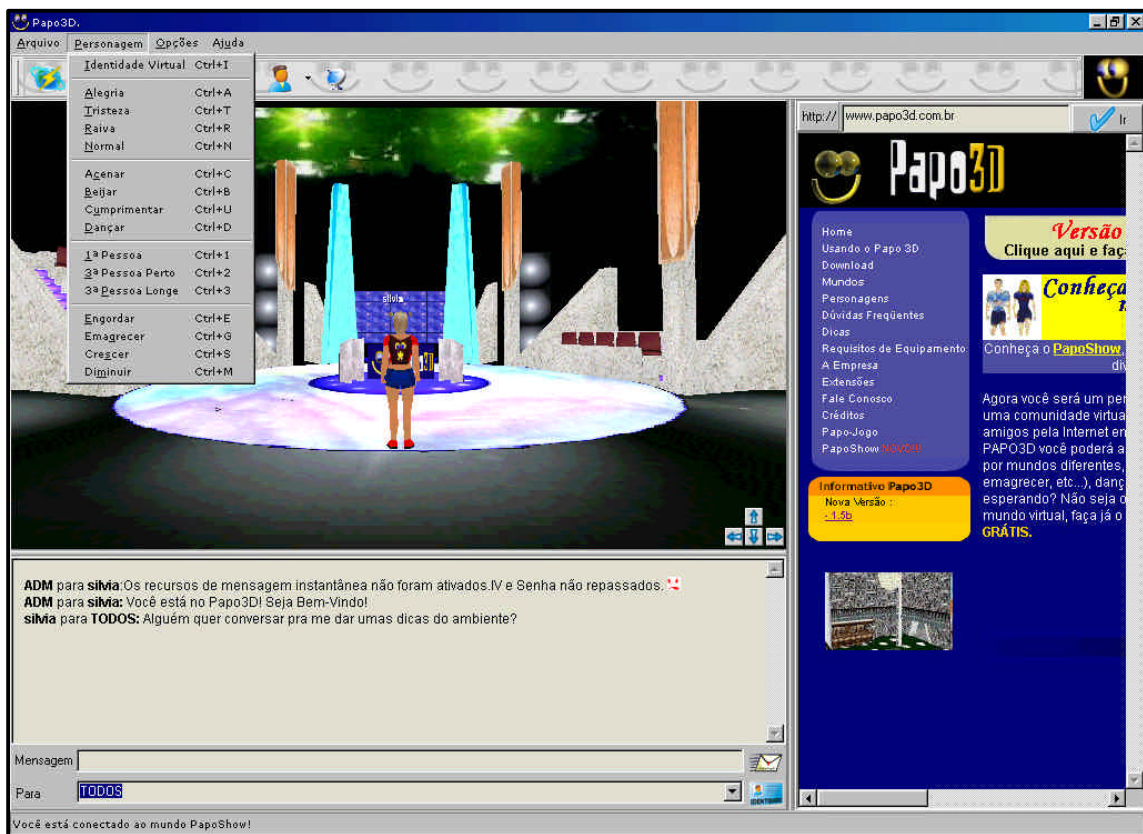 Papo3D.
Arquivo Personagem Opções Ajuda
Identidade Virtual Ctrl+I
Alegria Ctrl+A
Tristeza Ctrl+T
Raiva Ctrl+R
Normal Ctrl+N
Acenar Ctrl+C
Beijar Ctrl+B
Cumprimentar Ctrl+U
Dançar Ctrl+D
1ª Pessoa Ctrl+1
3ª Pessoa Perto Ctrl+2
3ª Pessoa Longe Ctrl+3
Engordar Ctrl+E
Emagrecer Ctrl+G
Crescer Ctrl+S
Diminuir Ctrl+M
silvia
http:// www.papo3d.com.br Ir
Papo3D
Home
Usando o Papo 3D
Download
Mundos
Personagens
Dúvidas Freqüentes
Dicas
Requisitos de Equipamento
A Empresa
Extensões
Fale Conosco
Créditos
Papo-Jogo
PapoShow NOVO!!!
Informativo Papo3D
Nova Versão :
- 1.5b
Versão
Clique aqui e faç
Conheça
Conheça o PapoShow,
div
Agora você será um per
uma comunidade virtua
amigos pela Internet en
PAPO3D você poderá a
por mundos diferentes,
emagrecer, etc...), danç
esperando? Não seja o
mundo virtual, faça já o
GRÁTIS.
ADM para silvia:Os recursos de mensagem instantânea não foram ativados.IV e Senha não repassados.
ADM para silvia: Você está no Papo3D! Seja Bem-Vindo!
silvia para TODOS: Alguém quer conversar pra me dar umas dicas do ambiente?
Mensagem
Para TODOS
Você está conectado ao mundo PapoShow!